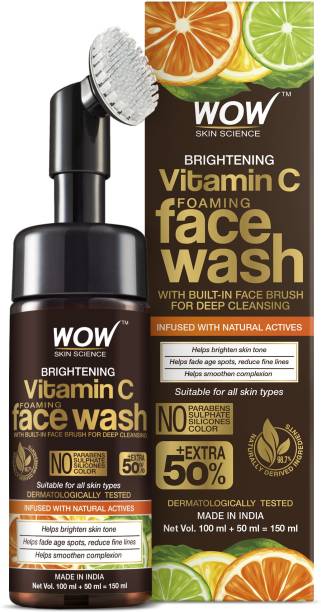 WOW™
SKIN SCIENCE
BRIGHTENING
Vitamin C
FOAMING
face
wash
WITH BUILT-IN FACE BRUSH
FOR DEEP CLEANSING
INFUSED WITH NATURAL ACTIVES
Helps brighten skin tone
Helps fade age spots, reduce fine lines
Helps smoothen complexion
Suitable for all skin types
NO PARABENS
SULPHATE
SILICONES
COLOR
+EXTRA
50%
98.7%
NATURALLY DERIVED INGREDIENTS
DERMATOLOGICALLY TESTED
MADE IN INDIA
Net Vol. 100 ml + 50 ml = 150 ml
WOW™
SKIN SCIENCE
BRIGHTENING
Vitamin C
FOAMING
face wash
WITH BUILT-IN FACE BRUSH FOR DEEP CLEANSING
NO PARABENS
SULPHATE
SILICONES
COLOR
+EXTRA
50%
Suitable for all skin types
DERMATOLOGICALLY TESTED
INFUSED WITH NATURAL ACTIVES
Helps brighten skin tone
Helps fade age spots, reduce fine lines
Helps smoothen complexion
MADE IN INDIA
Net Vol. 100 ml + 50 ml = 150 ml